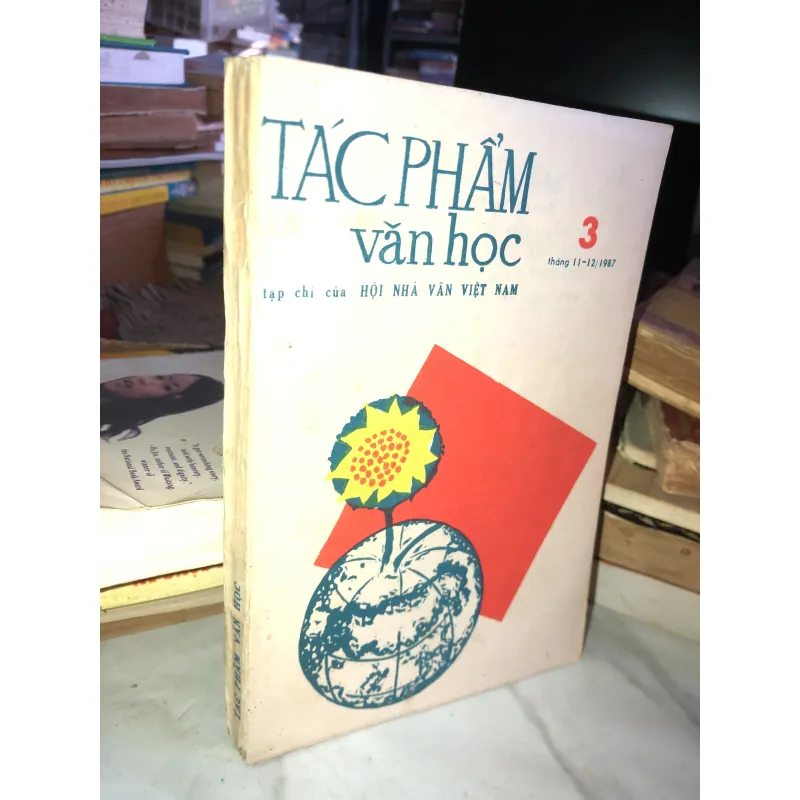 TÁC PHẨM
văn học
3
tháng 11-12/1987
tạp chí của HỘI NHÀ VĂN VIỆT NAM
TÁC PHẨM VĂN HỌC